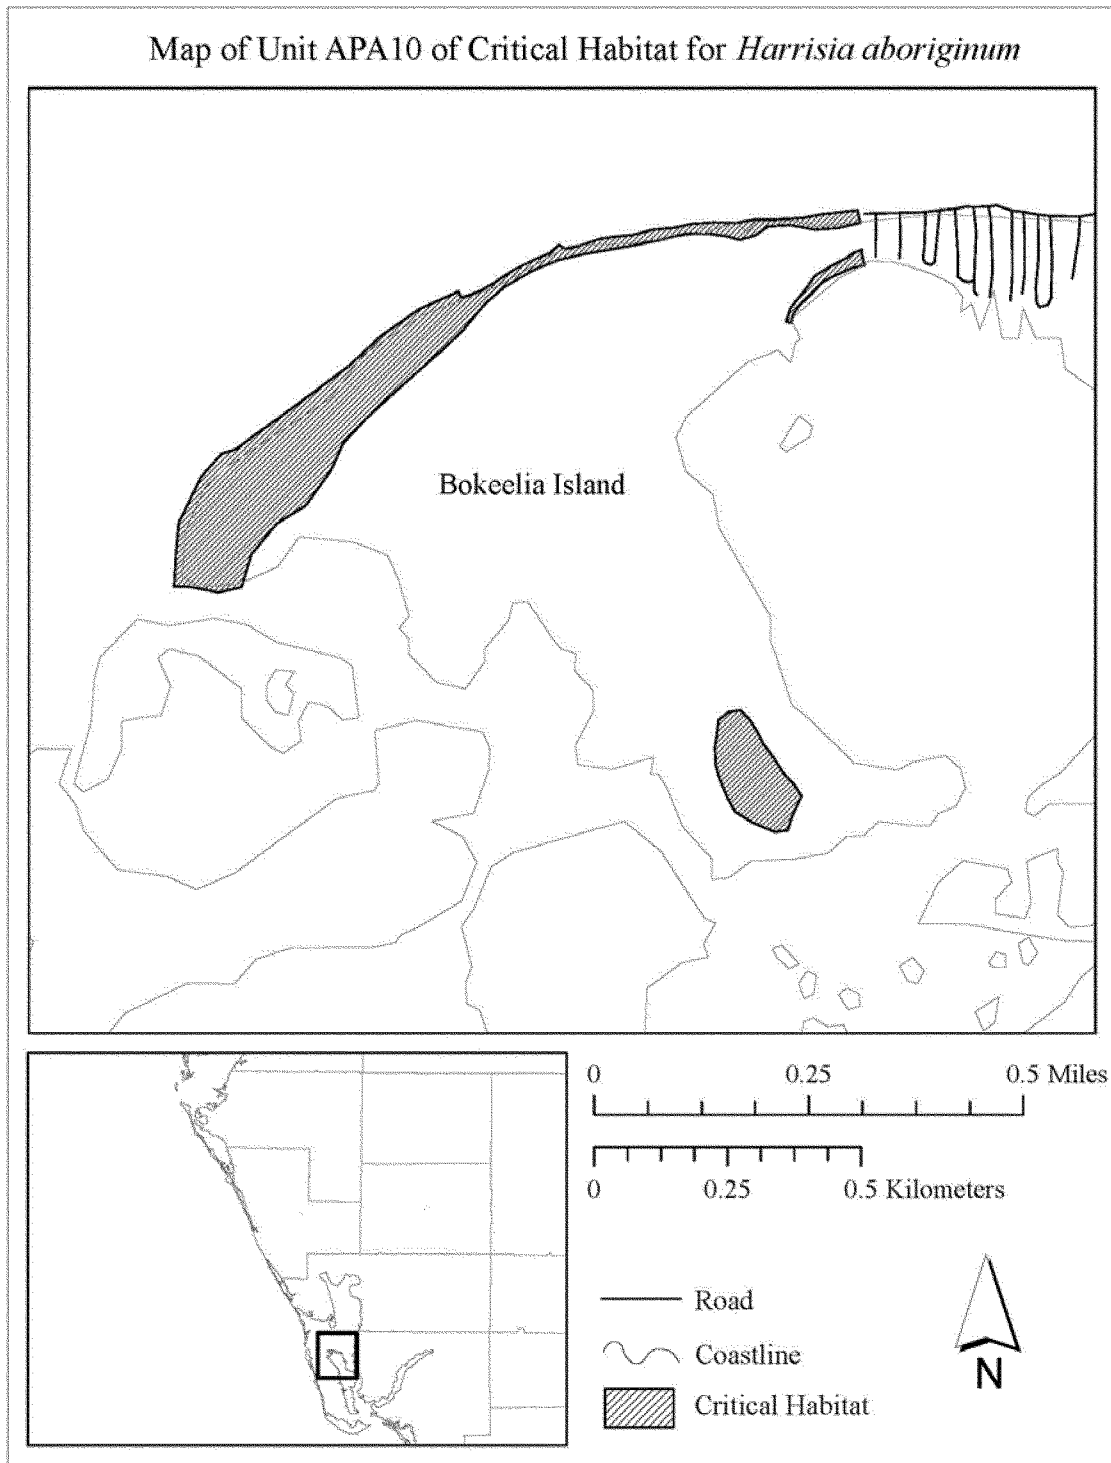 Map of Unit APA10 of Critical Habitat for Harrisia aboriginum
Bokeelia Island
0 0.25 0.5 Miles
0 0.25 0.5 Kilometers
Road
Coastline
Critical Habitat
N